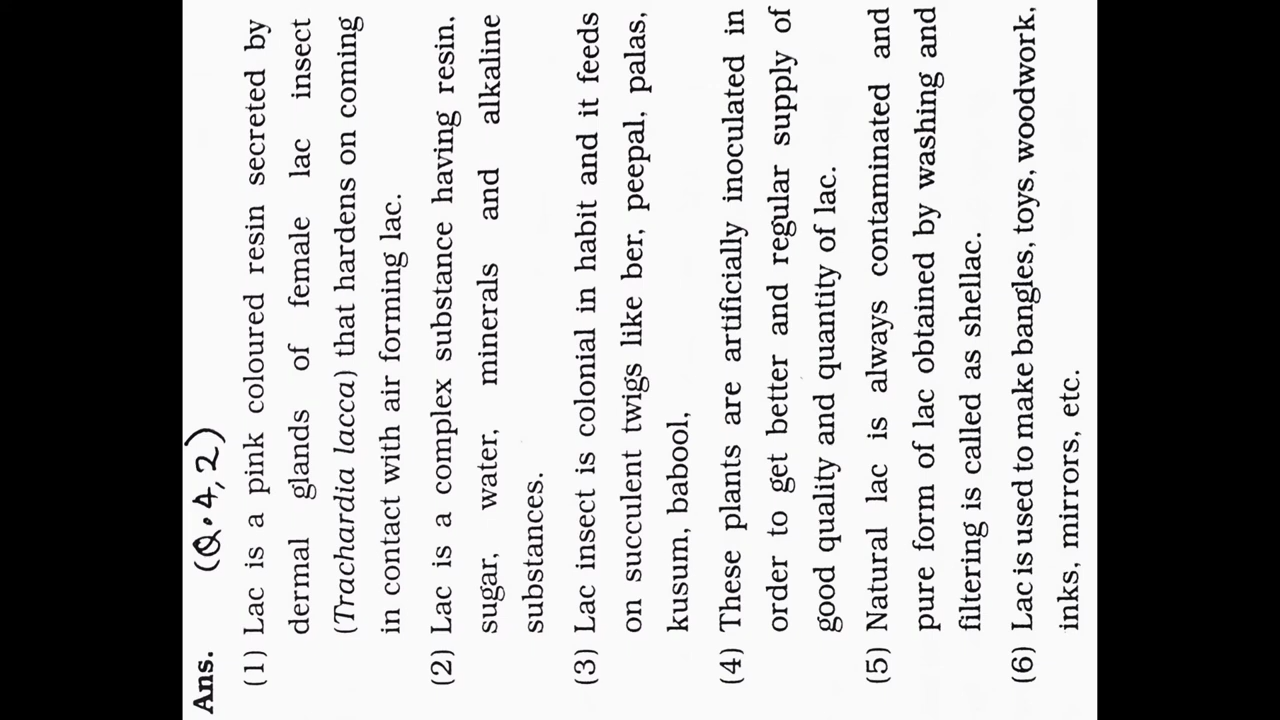 Ans. (Q.4,2)
(1) Lac is a pink coloured resin secreted by
dermal glands of female lac insect
(Trachardia lacca) that hardens on coming
in contact with air forming lac.
(2) Lac is a complex substance having resin,
sugar, water, minerals and alkaline
substances.
(3) Lac insect is colonial in habit and it feeds
on succulent twigs like ber, peepal, palas,
kusum, babool,
(4) These plants are artificially inoculated in
order to get better and regular supply of
good quality and quantity of lac.
(5) Natural lac is always contaminated and
pure form of lac obtained by washing and
filtering is called as shellac.
(6) Lac is used to make bangles, toys, woodwork,
inks, mirrors, etc.